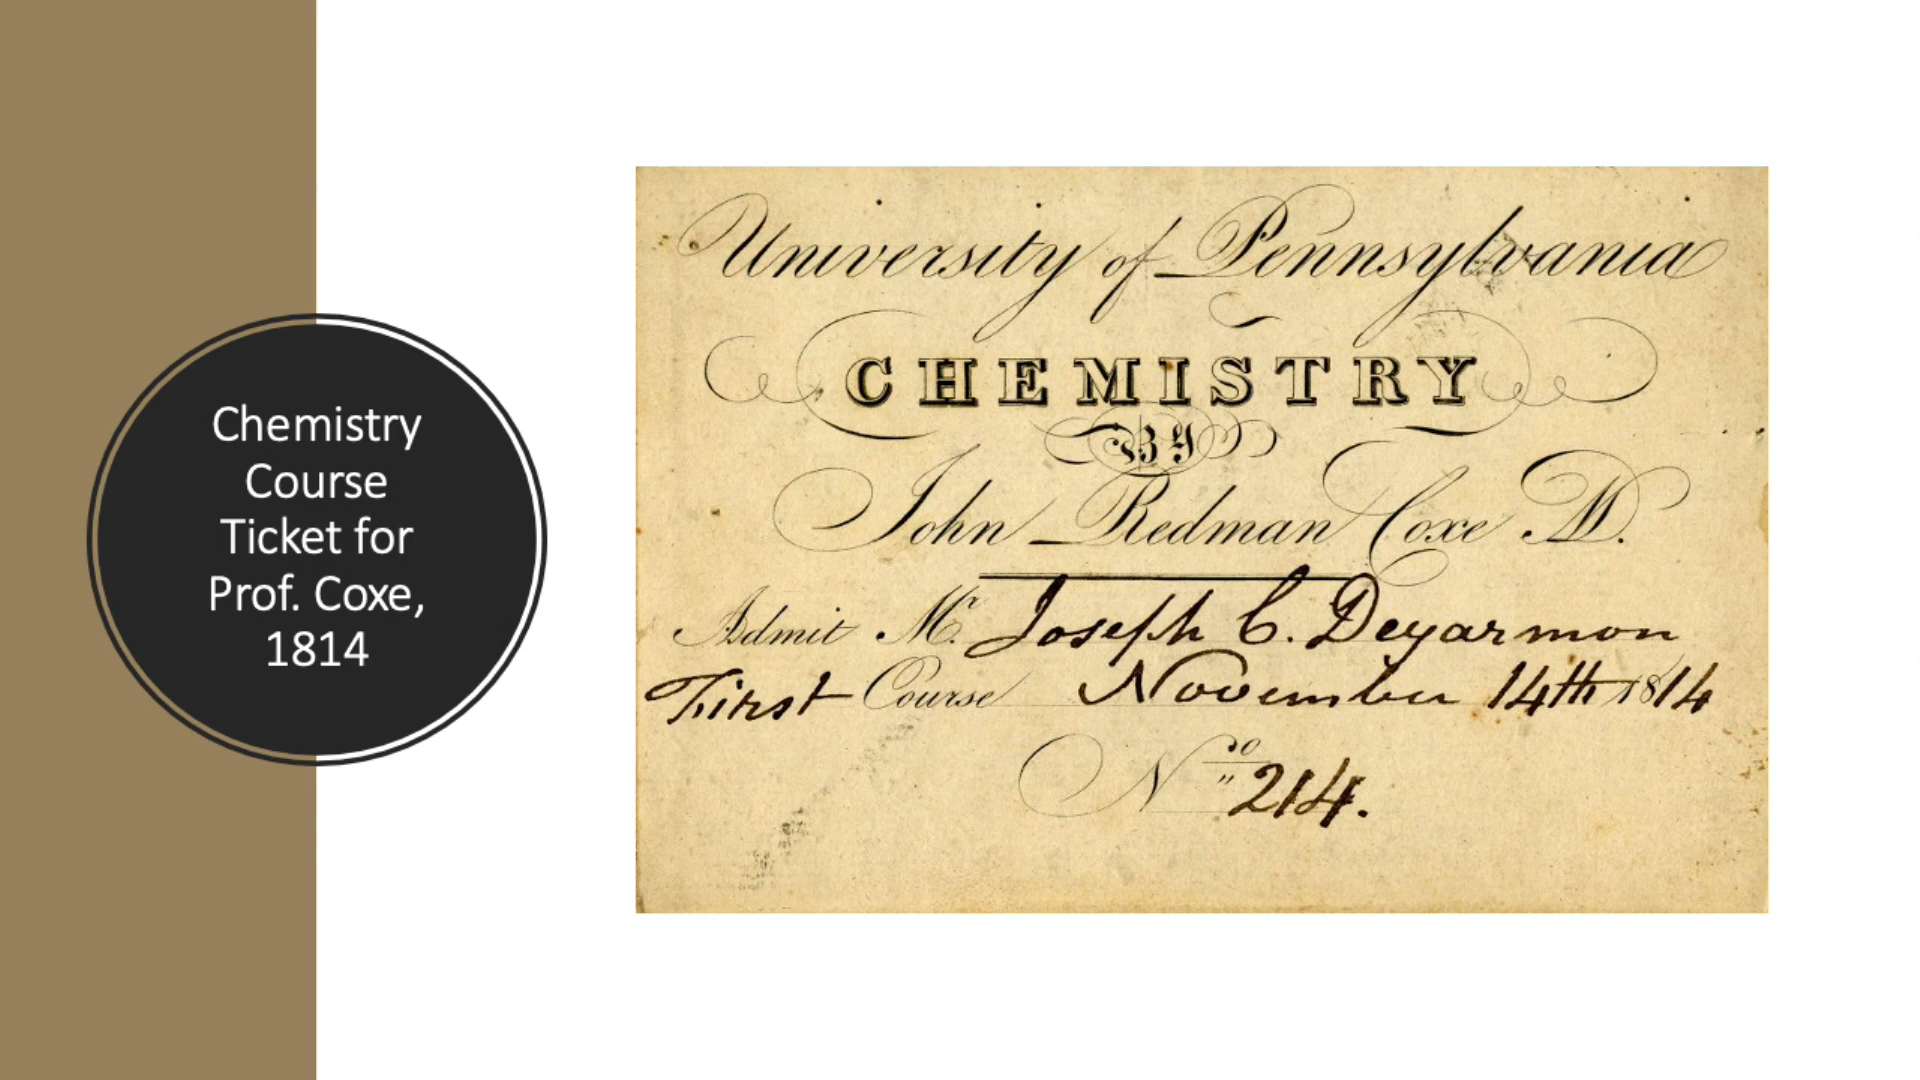 Chemistry
Course
Ticket for
Prof. Coxe,
1814
University of Pennsylvania
CHEMISTRY
BY
John Redman Coxe M.D.
Admit Mr. Joseph C. Deyarmon
First Course November 14th 1814
No 214.